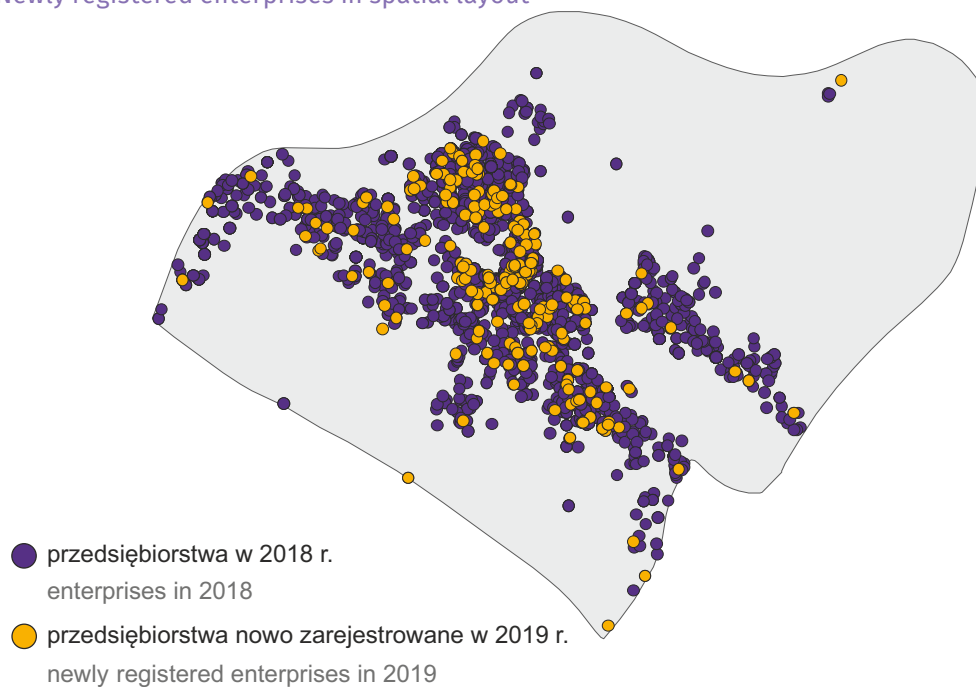 Newly registered enterprises in spatial layout
przedsiębiorstwa w 2018 r.
enterprises in 2018
przedsiębiorstwa nowo zarejestrowane w 2019 r.
newly registered enterprises in 2019